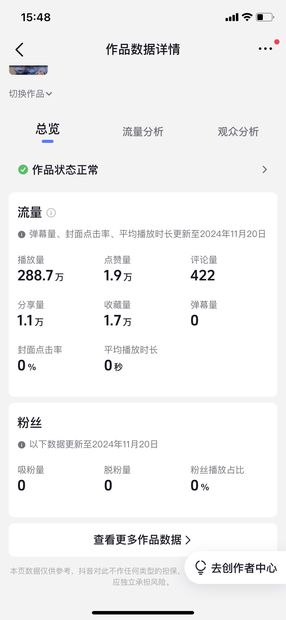 15:48
作品数据详情
切换作品
总览 流量分析 观众分析
作品状态正常
流量
弹幕量、封面点击率、平均播放时长更新至2024年11月20日
播放量 点赞量 评论量
288.7万 1.9万 422
分享量 收藏量 弹幕量
1.1万 1.7万 0
封面点击率 平均播放时长
0% 0秒
粉丝
以下数据更新至2024年11月20日
吸粉量 脱粉量 粉丝播放占比
0 0 0%
查看更多作品数据
去创作者中心
本页数据仅供参考，抖音对此不作任何类型的担保，
应独立承担风险。